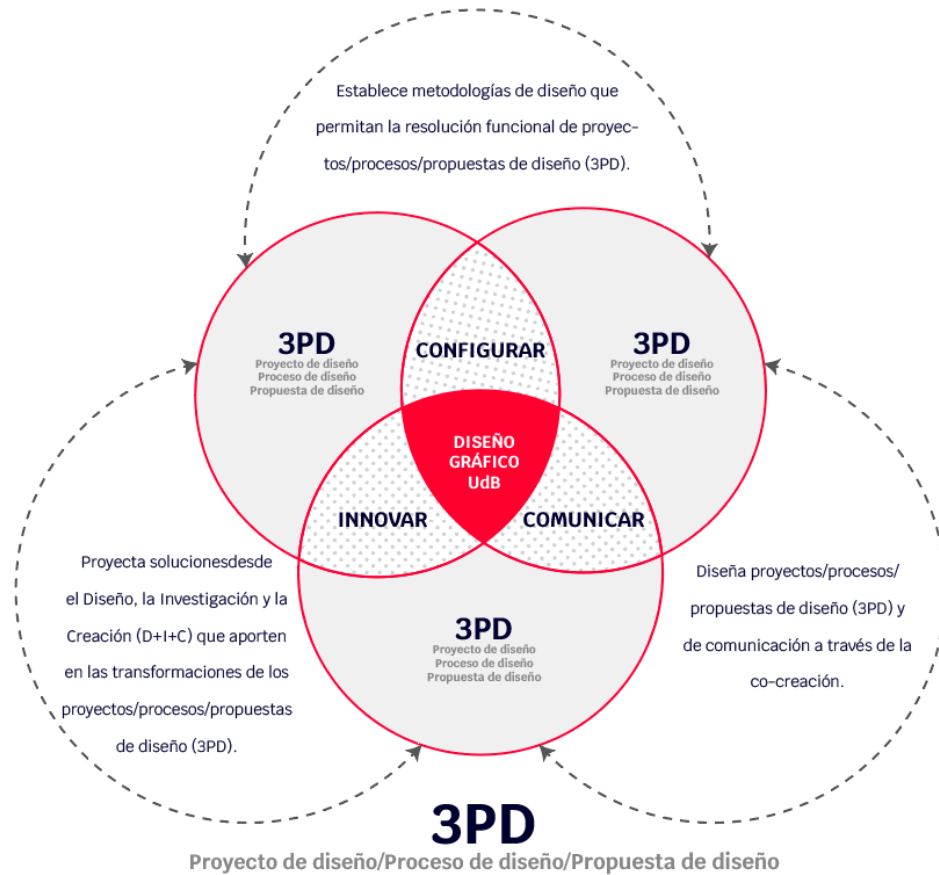 Establece metodologías de diseño que
permitan la resolución funcional de proyec-
tos/procesos/propuestas de diseño (3PD).
3PD
Proyecto de diseño
Proceso de diseño
Propuesta de diseño
CONFIGURAR
3PD
Proyecto de diseño
Proceso de diseño
Propuesta de diseño
DISEÑO
GRÁFICO
UdB
INNOVAR
COMUNICAR
Proyecta solucionesdesde
el Diseño, la Investigación y la
Creación (D+I+C) que aporten
en las transformaciones de los
proyectos/procesos/propuestas
de diseño (3PD).
3PD
Proyecto de diseño
Proceso de diseño
Propuesta de diseño
Diseña proyectos/procesos/
propuestas de diseño (3PD) y
de comunicación a través de la
co-creación.
3PD
Proyecto de diseño/Proceso de diseño/Propuesta de diseño